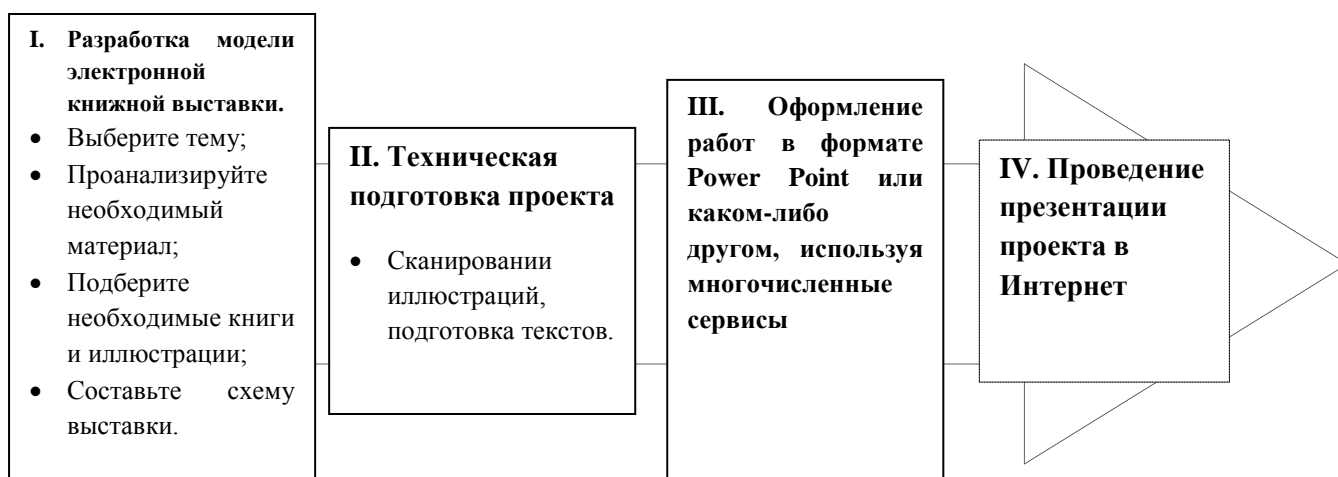 I. Разработка модели
электронной
книжной выставки.
• Выберите тему;
• Проанализируйте
необходимый
материал;
• Подберите
необходимые книги
и иллюстрации;
• Составьте схему
выставки.
II. Техническая
подготовка проекта
• Сканировании
иллюстраций,
подготовка текстов.
III. Оформление
работ в формате
Power Point или
каком-либо
другом, используя
многочисленные
сервисы
IV. Проведение
презентации
проекта в
Интернет